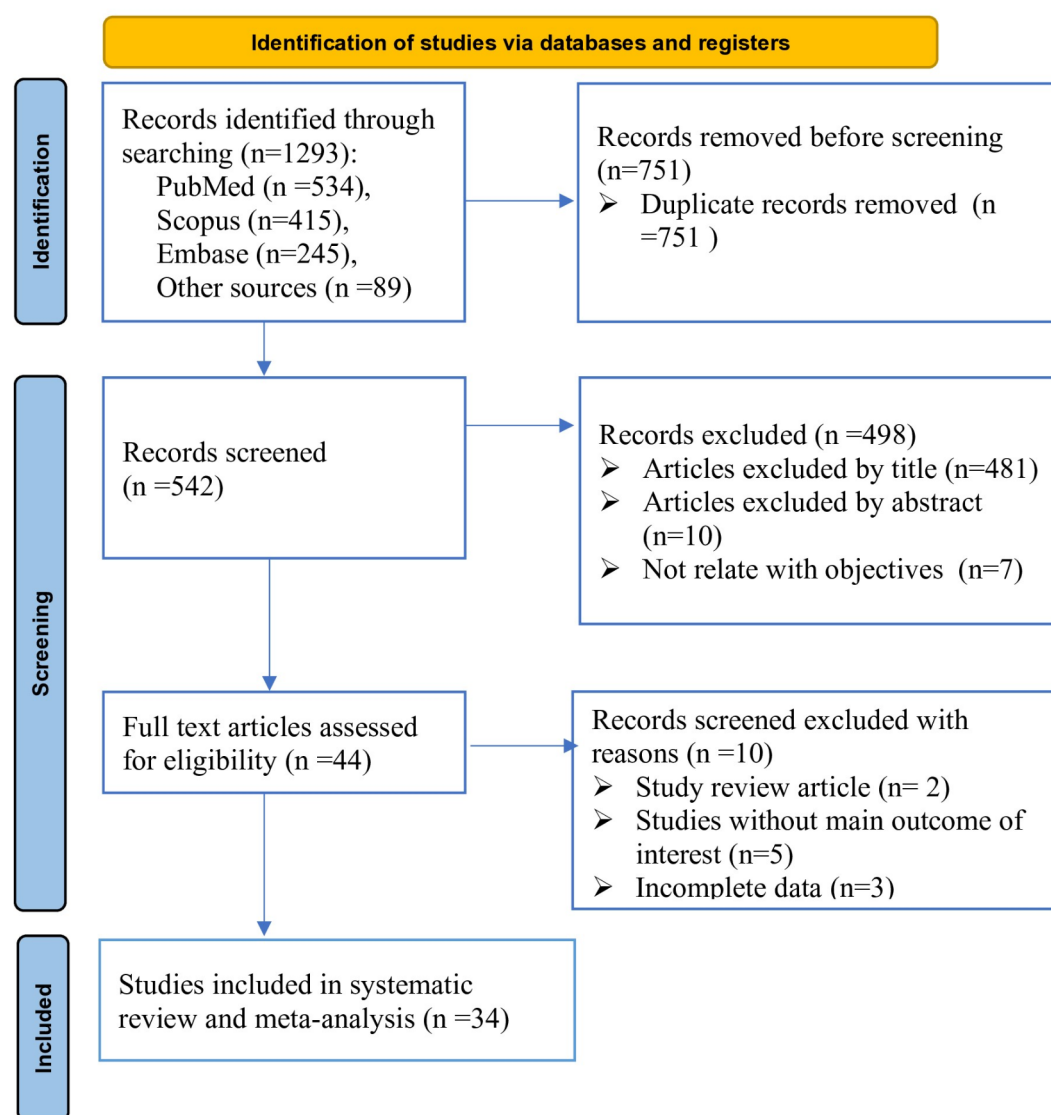 Identification of studies via databases and registers
Identification
Records identified through
searching (n=1293):
PubMed (n =534),
Scopus (n=415),
Embase (n=245),
Other sources (n =89)
Records removed before screening
(n=751)
➢ Duplicate records removed (n
=751 )
Screening
Records screened
(n =542)
Records excluded (n =498)
➢ Articles excluded by title (n=481)
➢ Articles excluded by abstract
(n=10)
➢ Not relate with objectives (n=7)
Full text articles assessed
for eligibility (n =44)
Records screened excluded with
reasons (n =10)
➢ Study review article (n= 2)
➢ Studies without main outcome of
interest (n=5)
➢ Incomplete data (n=3)
Included
Studies included in systematic
review and meta-analysis (n =34)